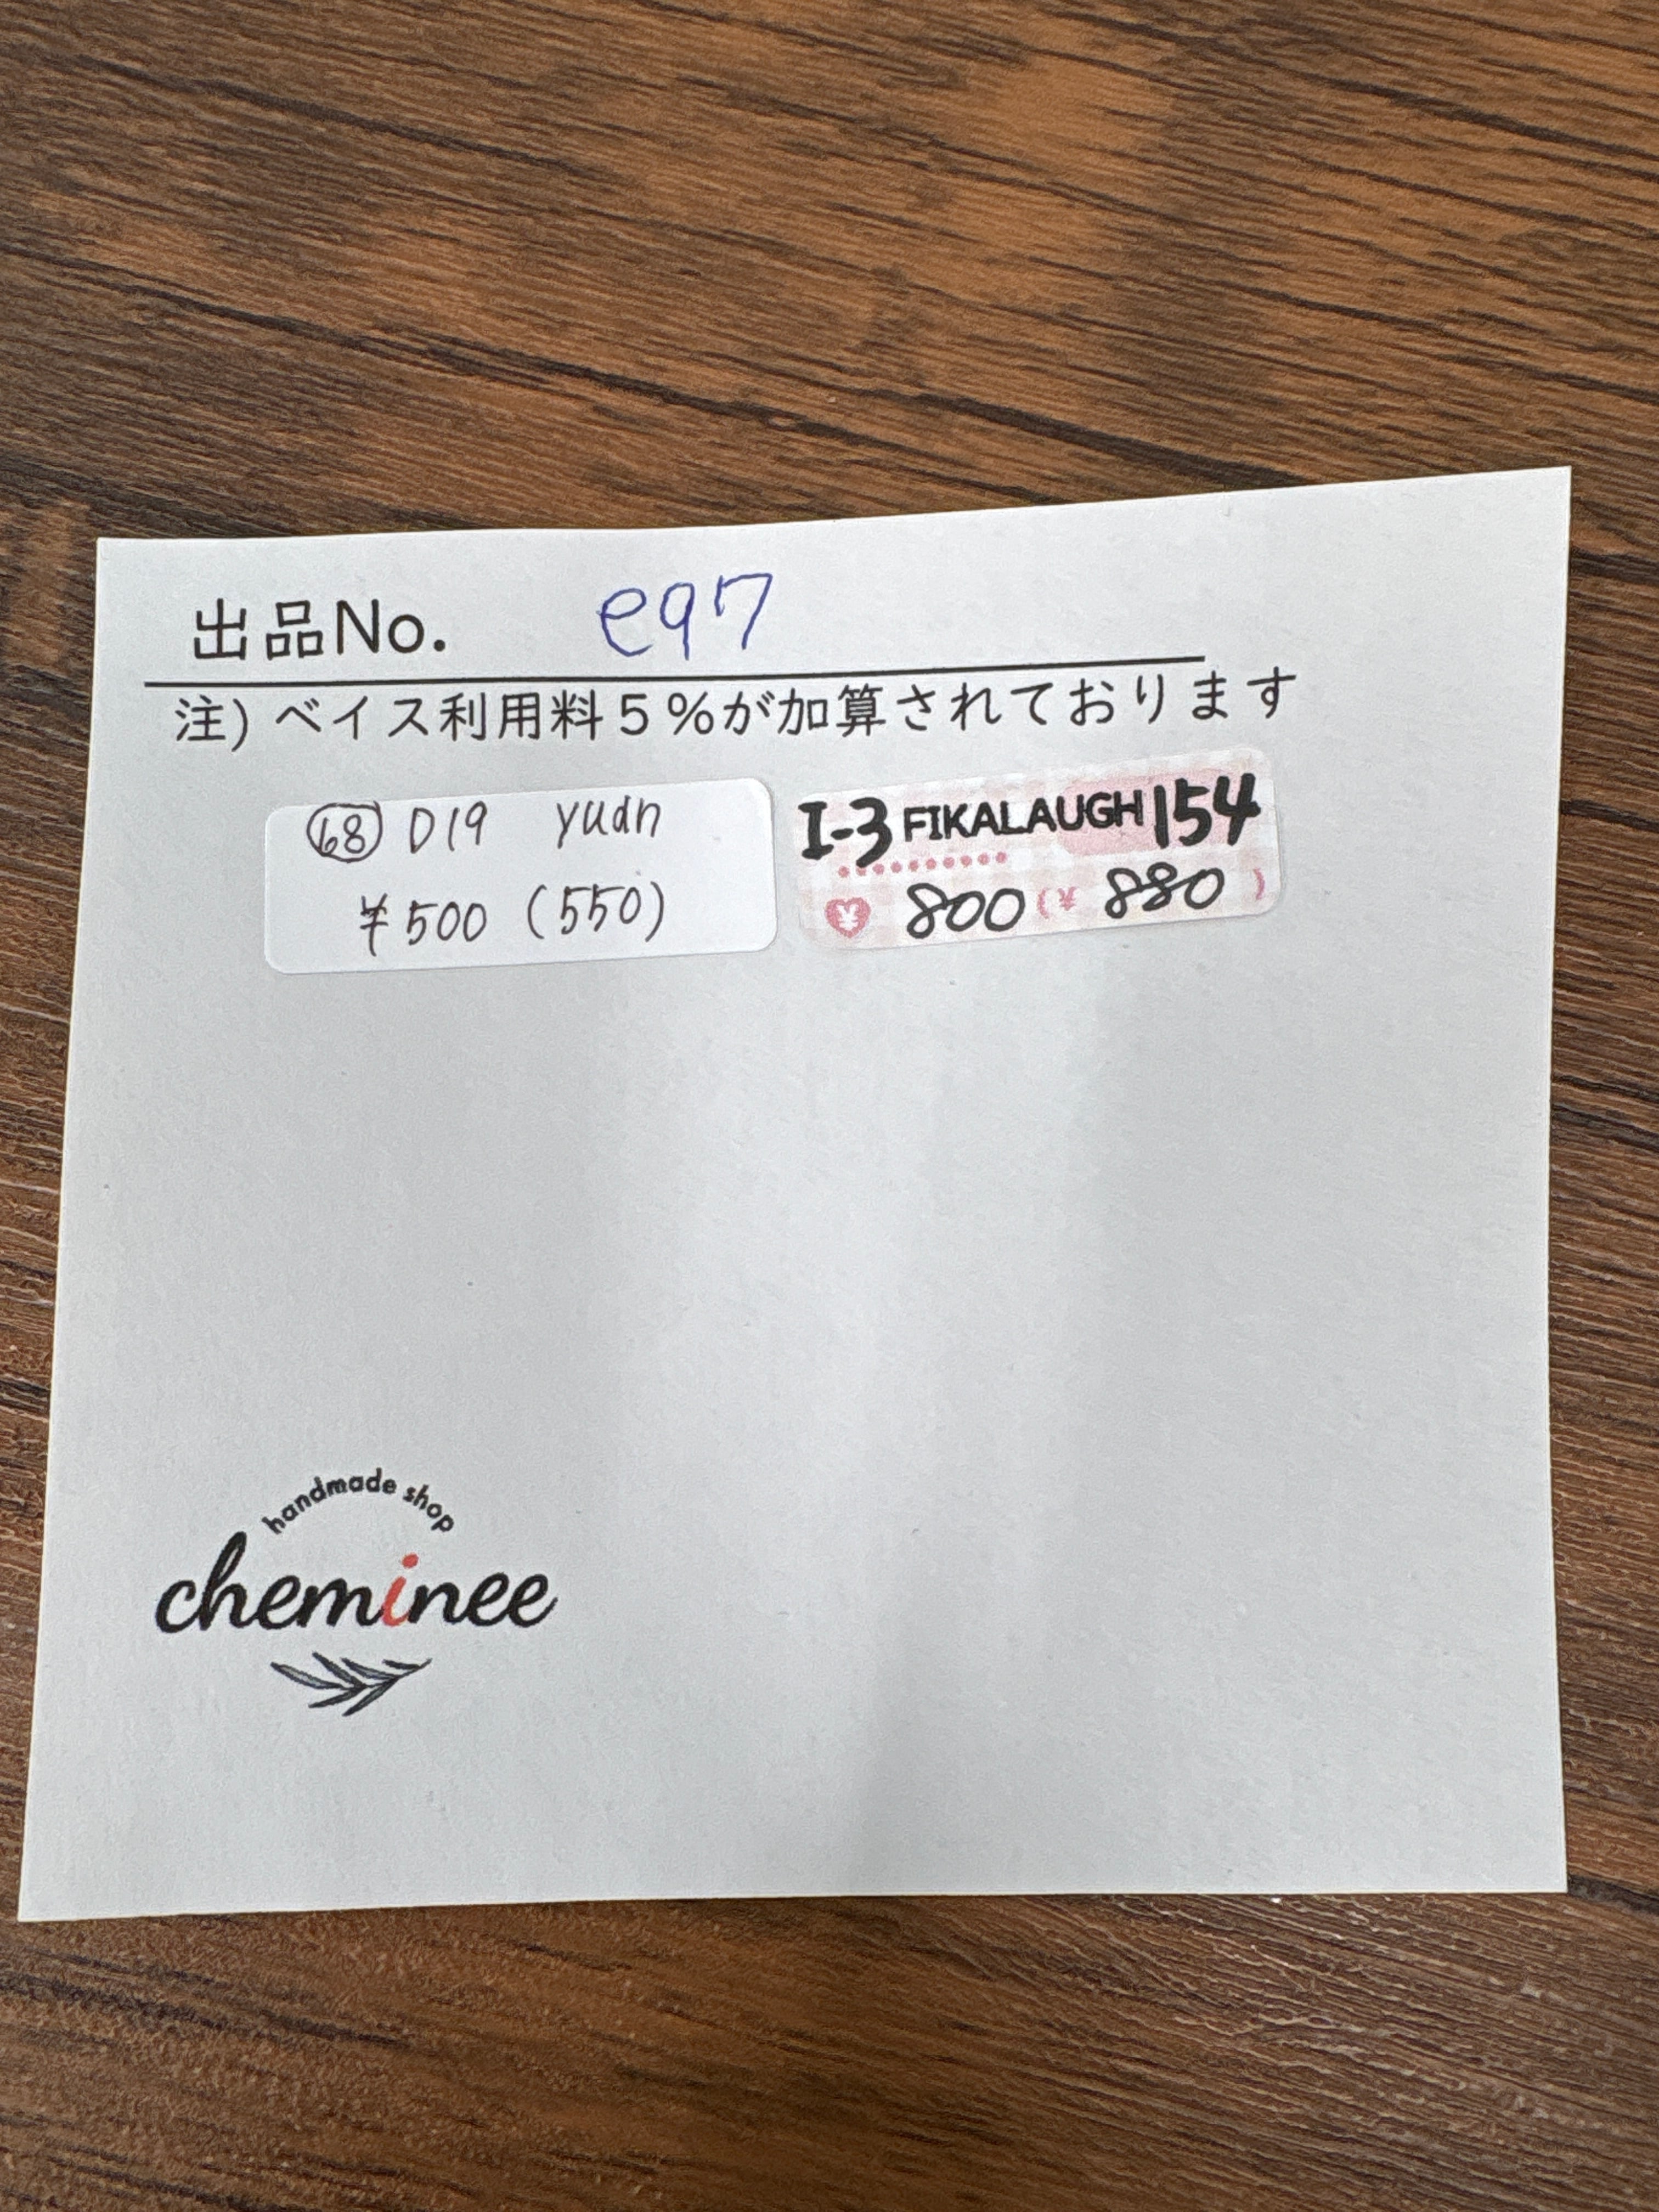 出品No. e97
注) ベイス利用料5%が加算されております
68 D19 yuan
¥500 (550)
I-3 FIKALAUGH 154
¥ 800 (¥ 880 )
handmade shop
cheminee